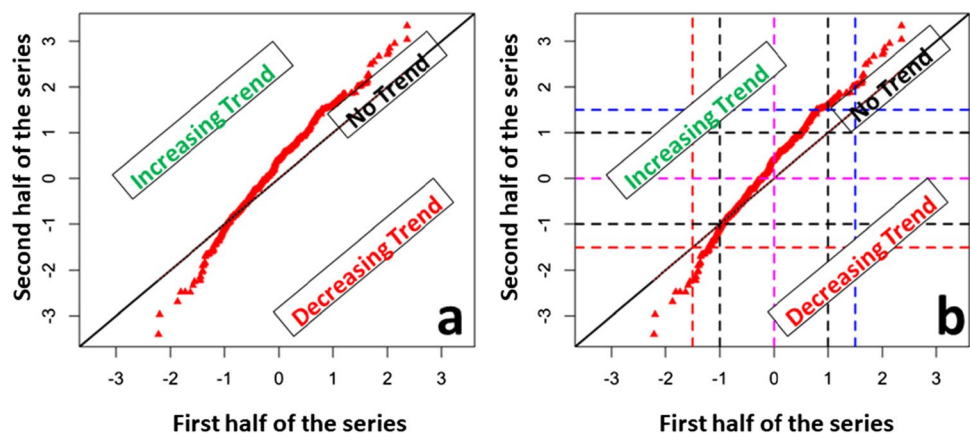 Second half of the series
3
2
1
0
-1
-2
-3
Increasing Trend
No Trend
Decreasing Trend
a
-3 -2 -1 0 1 2 3
First half of the series
Second half of the series
3
2
1
0
-1
-2
-3
Increasing Trend
No Trend
Decreasing Trend
b
-3 -2 -1 0 1 2 3
First half of the series